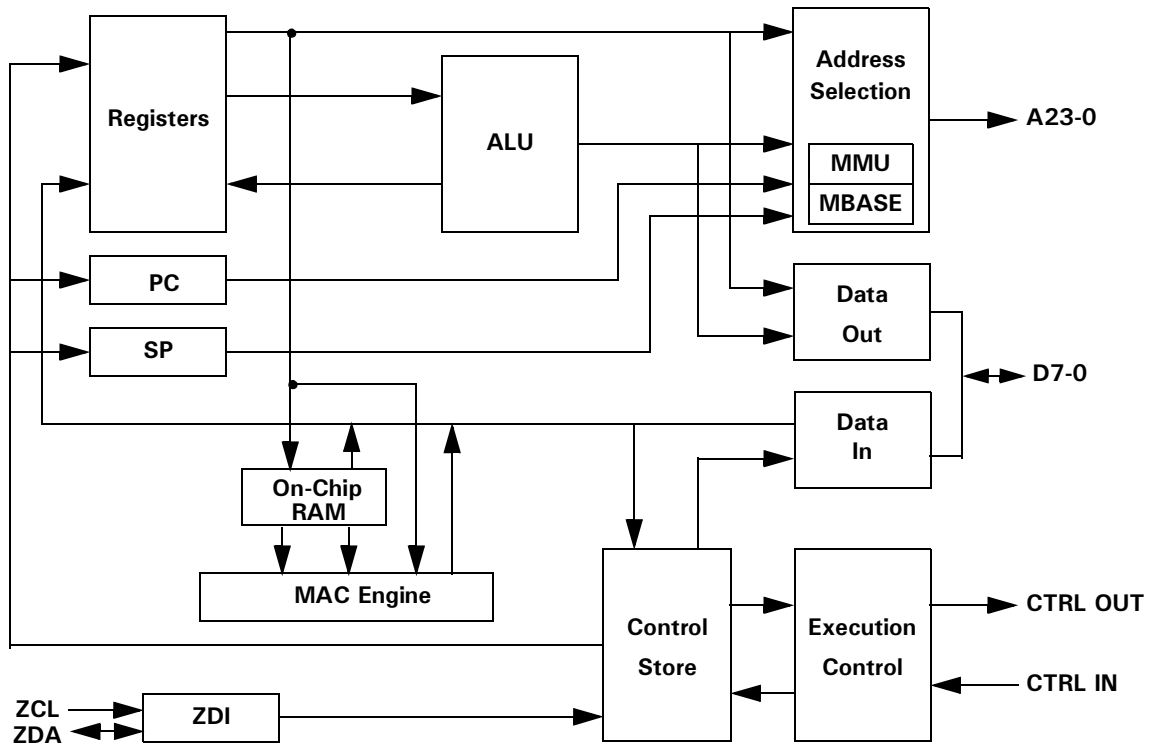 Registers
ALU
Address
Selection
MMU
MBASE
A23-0
PC
SP
Data
Out
D7-0
Data
In
On-Chip
RAM
MAC Engine
Control
Store
Execution
Control
CTRL OUT
CTRL IN
ZCL
ZDA
ZDI